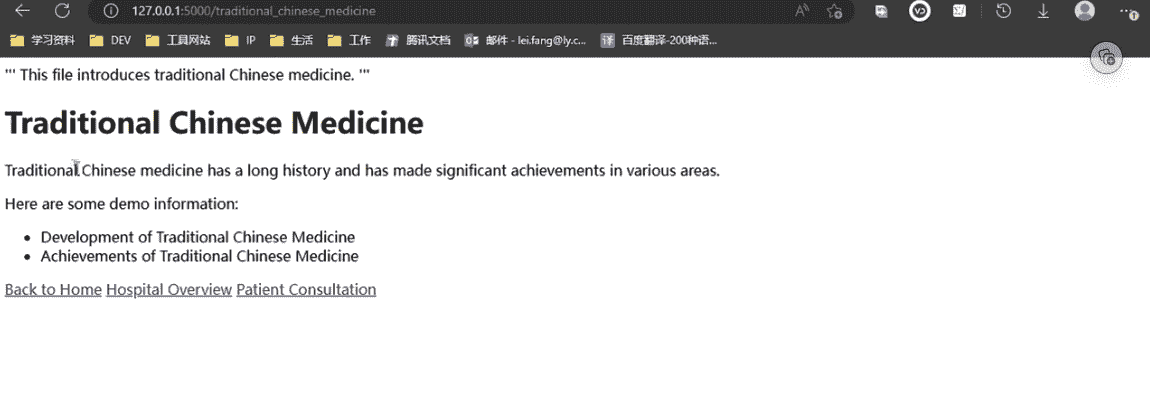 127.0.0.1:5000/traditional_chinese_medicine
学习资料 DEV 工具网站 IP 生活 工作 腾讯文档 邮件 - lei.fang@ly.c... 百度翻译-200种语...
''' This file introduces traditional Chinese medicine. '''
Traditional Chinese Medicine
Traditional Chinese medicine has a long history and has made significant achievements in various areas.
Here are some demo information:
• Development of Traditional Chinese Medicine
• Achievements of Traditional Chinese Medicine
Back to Home Hospital Overview Patient Consultation